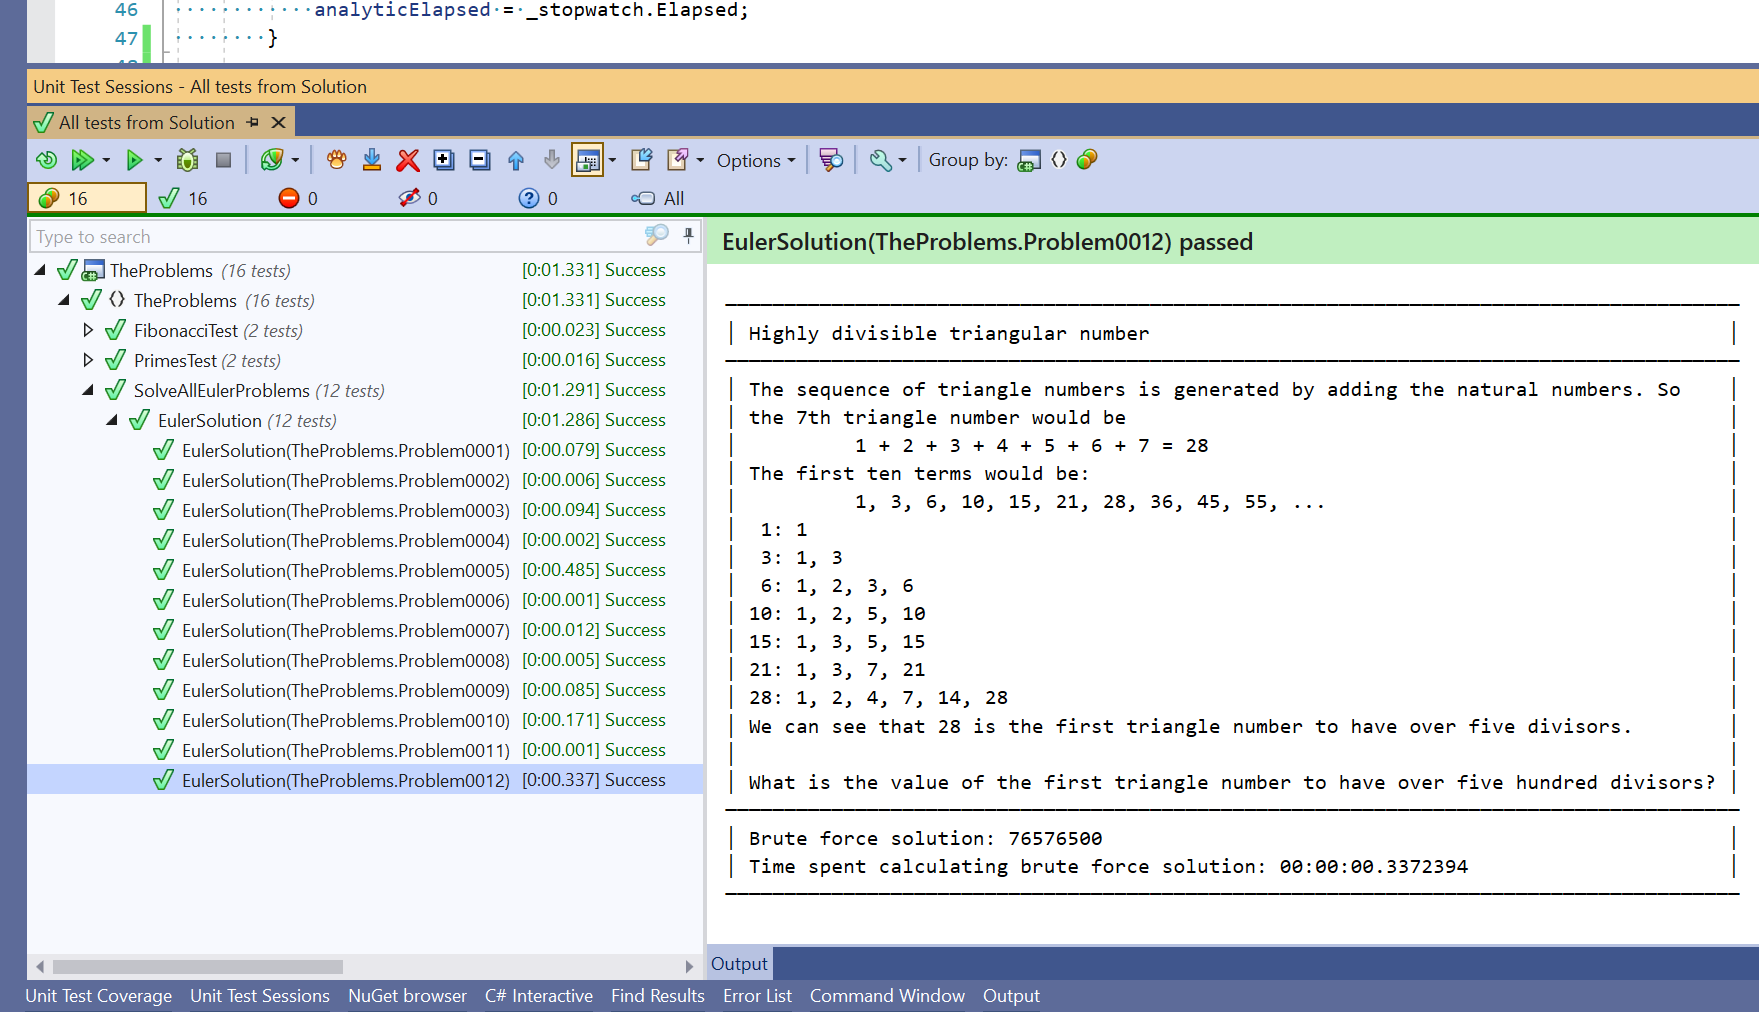 46 analyticElapsed = _stopwatch.Elapsed;
47 }
Unit Test Sessions - All tests from Solution
All tests from Solution
Options Group by:
16 16 0 0 0 All
Type to search
TheProblems (16 tests) [0:01.331] Success
TheProblems (16 tests) [0:01.331] Success
FibonacciTest (2 tests) [0:00.023] Success
PrimesTest (2 tests) [0:00.016] Success
SolveAllEulerProblems (12 tests) [0:01.291] Success
EulerSolution (12 tests) [0:01.286] Success
EulerSolution(TheProblems.Problem0001) [0:00.079] Success
EulerSolution(TheProblems.Problem0002) [0:00.006] Success
EulerSolution(TheProblems.Problem0003) [0:00.094] Success
EulerSolution(TheProblems.Problem0004) [0:00.002] Success
EulerSolution(TheProblems.Problem0005) [0:00.485] Success
EulerSolution(TheProblems.Problem0006) [0:00.001] Success
EulerSolution(TheProblems.Problem0007) [0:00.012] Success
EulerSolution(TheProblems.Problem0008) [0:00.005] Success
EulerSolution(TheProblems.Problem0009) [0:00.085] Success
EulerSolution(TheProblems.Problem0010) [0:00.171] Success
EulerSolution(TheProblems.Problem0011) [0:00.001] Success
EulerSolution(TheProblems.Problem0012) [0:00.337] Success
EulerSolution(TheProblems.Problem0012) passed
Highly divisible triangular number
The sequence of triangle numbers is generated by adding the natural numbers. So
the 7th triangle number would be
1 + 2 + 3 + 4 + 5 + 6 + 7 = 28
The first ten terms would be:
1, 3, 6, 10, 15, 21, 28, 36, 45, 55, ...
1: 1
3: 1, 3
6: 1, 2, 3, 6
10: 1, 2, 5, 10
15: 1, 3, 5, 15
21: 1, 3, 7, 21
28: 1, 2, 4, 7, 14, 28
We can see that 28 is the first triangle number to have over five divisors.
What is the value of the first triangle number to have over five hundred divisors?
Brute force solution: 76576500
Time spent calculating brute force solution: 00:00:00.3372394
Output
Unit Test Coverage Unit Test Sessions NuGet browser C# Interactive Find Results Error List Command Window Output